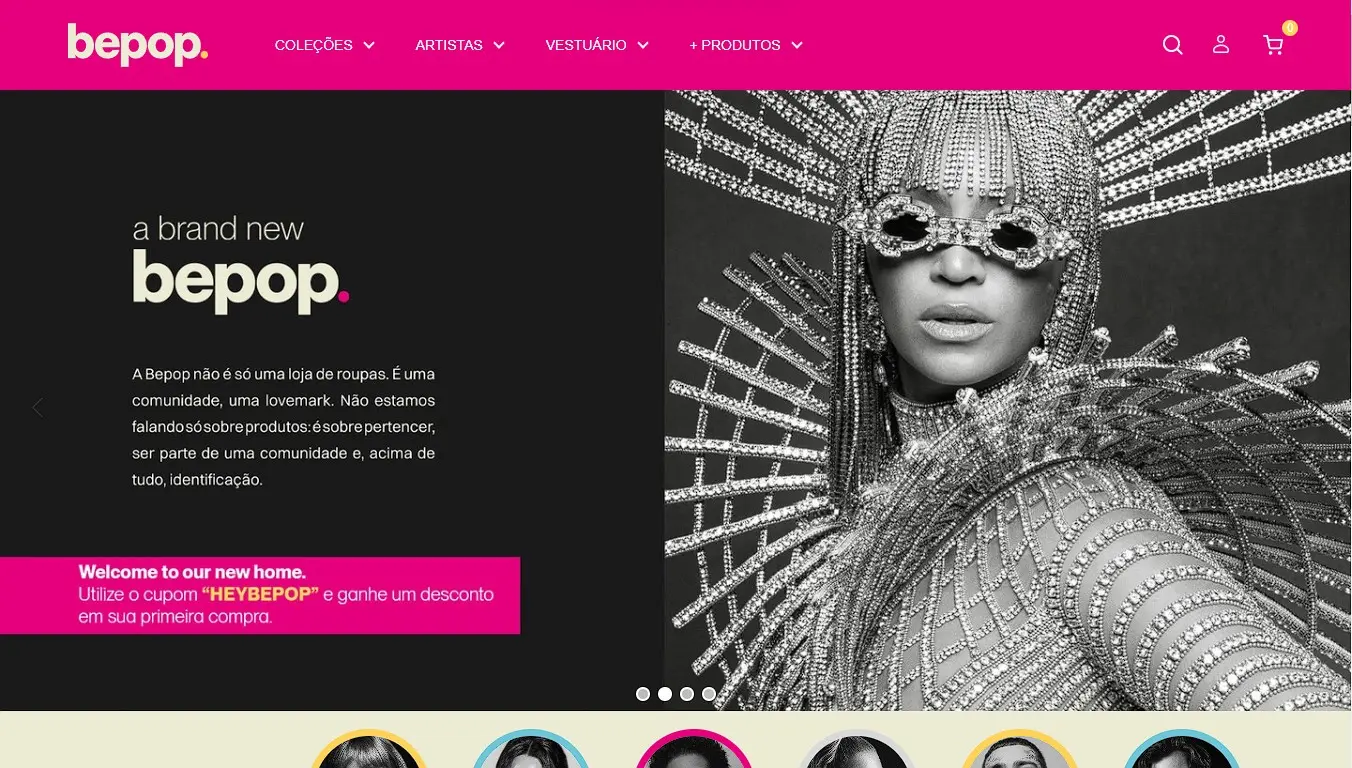 bepop.
COLEÇÕES
ARTISTAS
VESTUÁRIO
+ PRODUTOS
0
a brand new
bepop.
A Bepop não é só uma loja de roupas. É uma
comunidade, uma lovemark. Não estamos
falando só sobre produtos: é sobre pertencer,
ser parte de uma comunidade e, acima de
tudo, identificação.
Welcome to our new home.
Utilize o cupom “HEYBEPOP” e ganhe um desconto
em sua primeira compra.